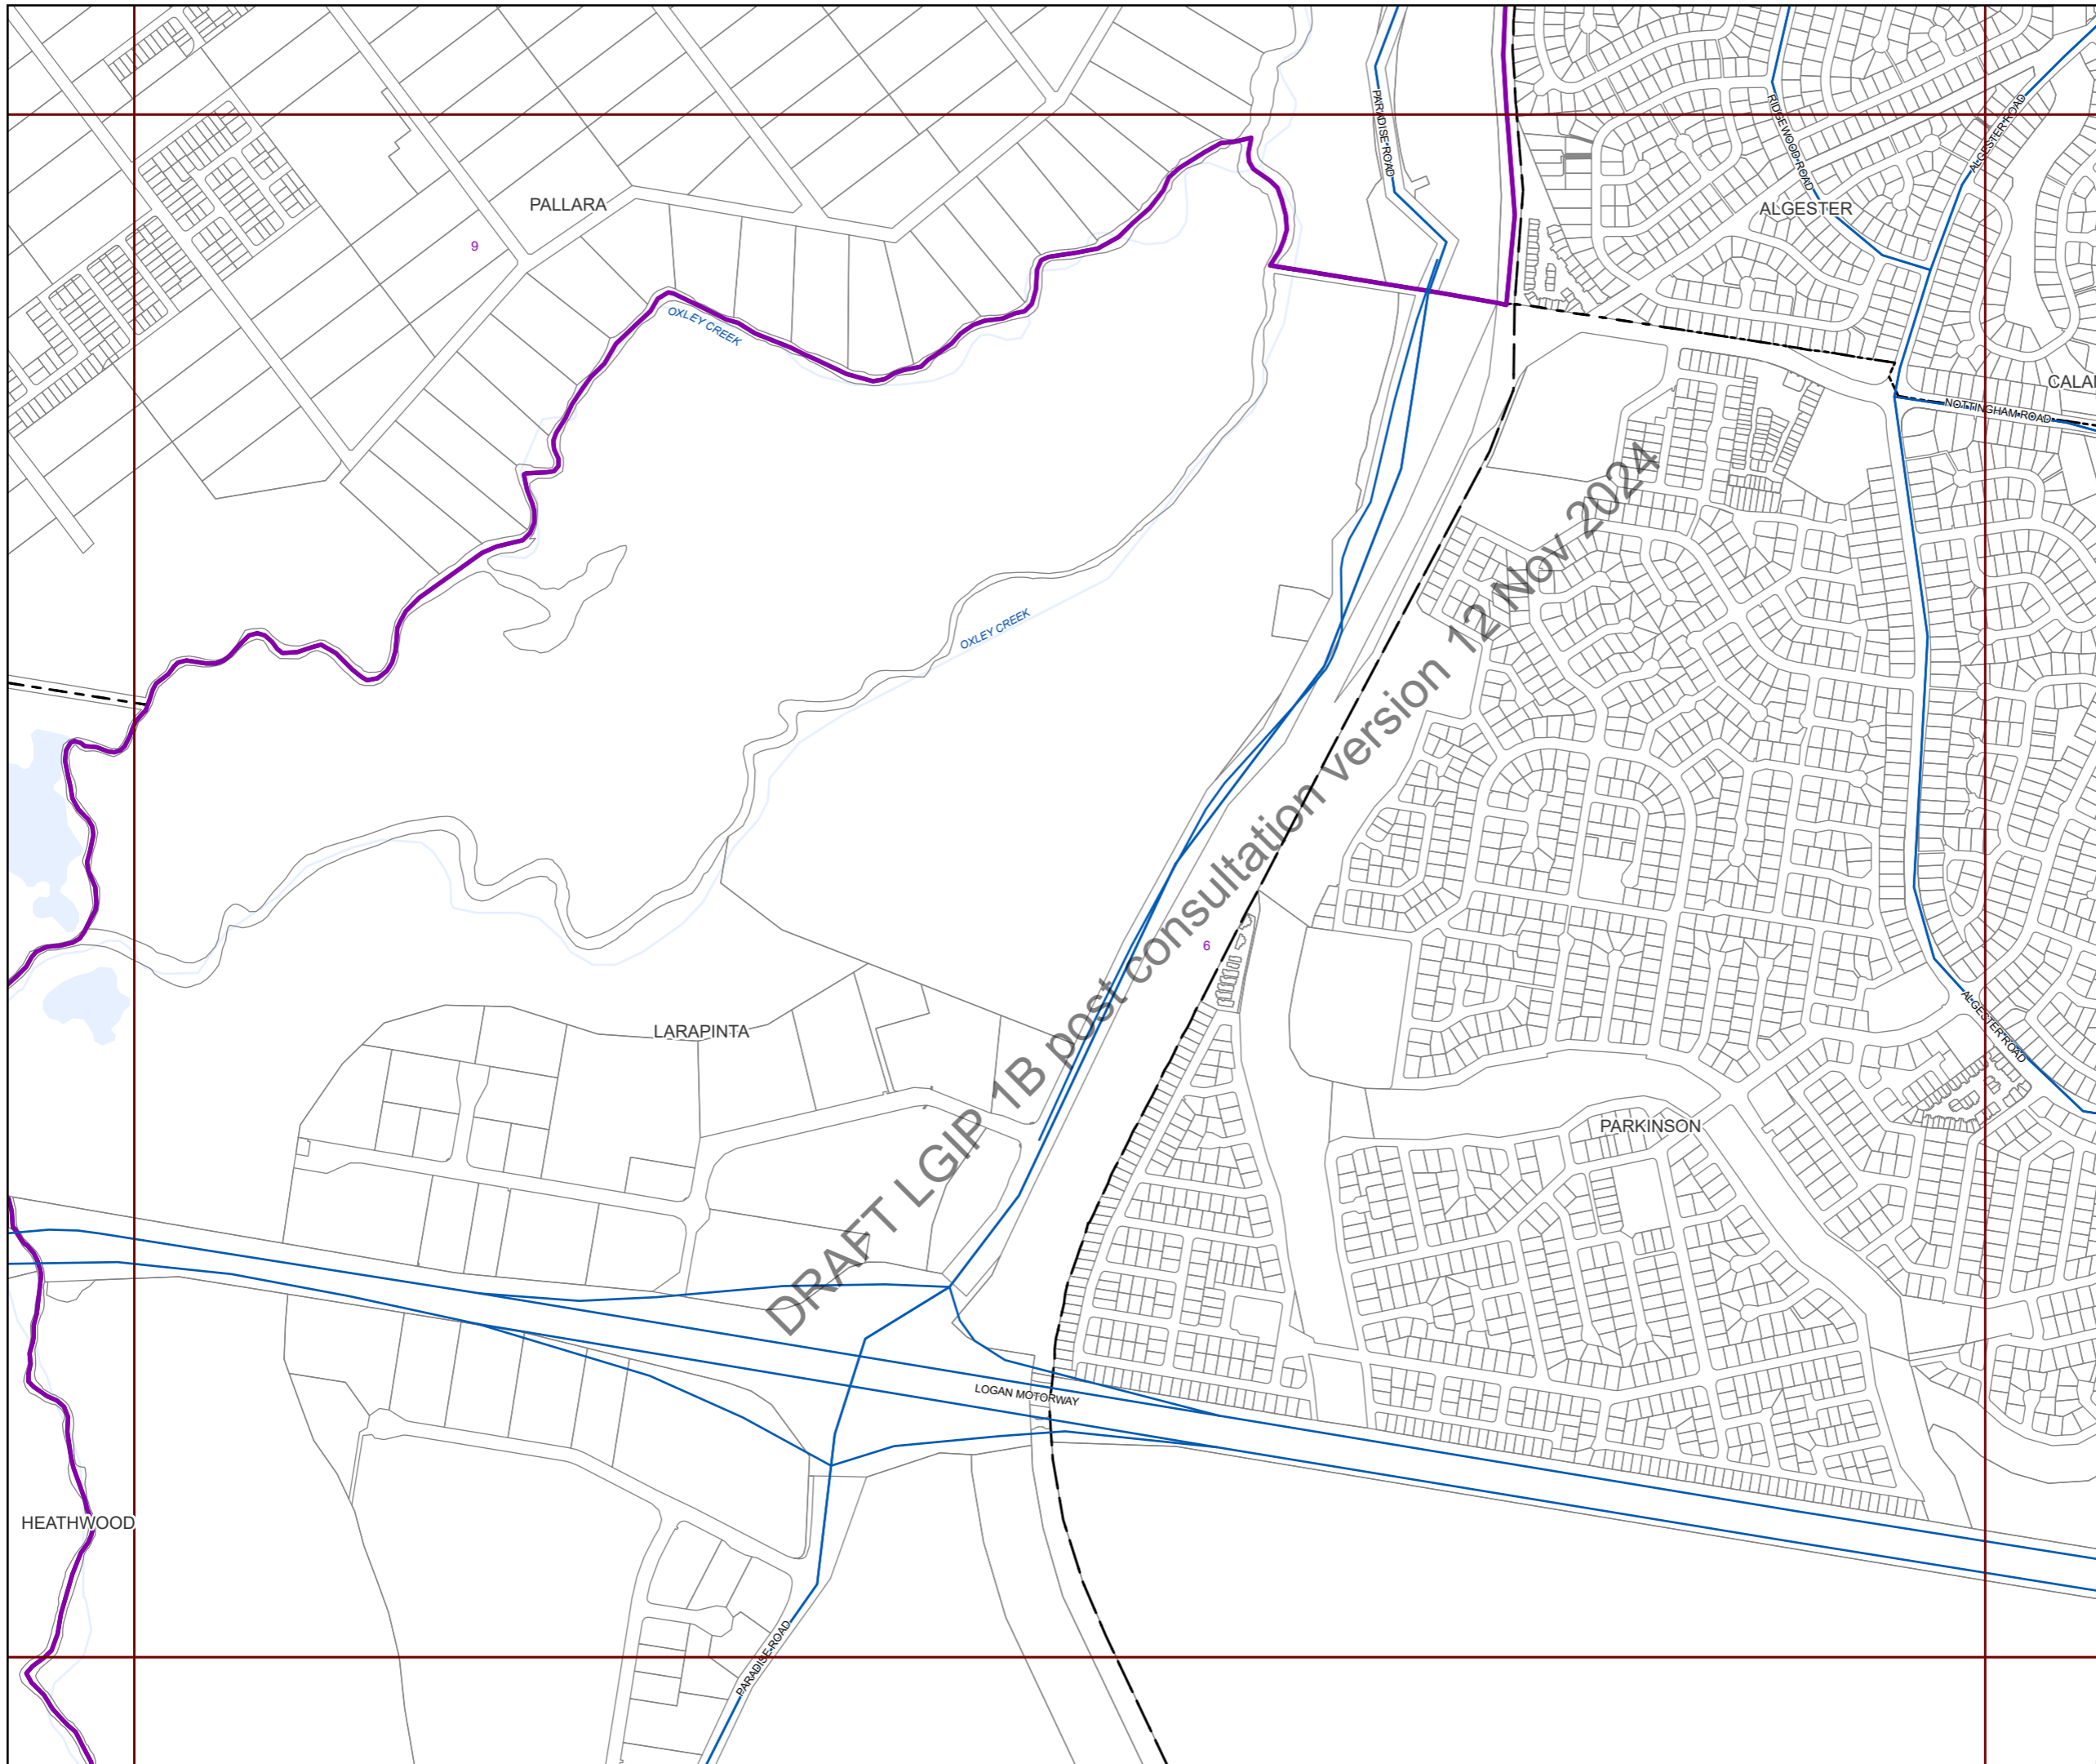 PARADISE ROAD
RIDGEWOOD ROAD
ALGESTER ROAD
PALLARA
ALGESTER
9
OXLEY CREEK
CALA
NOTTINGHAM ROAD
OXLEY CREEK
DRAFT LGIP 1B post consultation version 12 Nov 2024
6
LARAPINTA
ALGESTER ROAD
PARKINSON
LOGAN MOTORWAY
HEATHWOOD
PARADISE ROAD